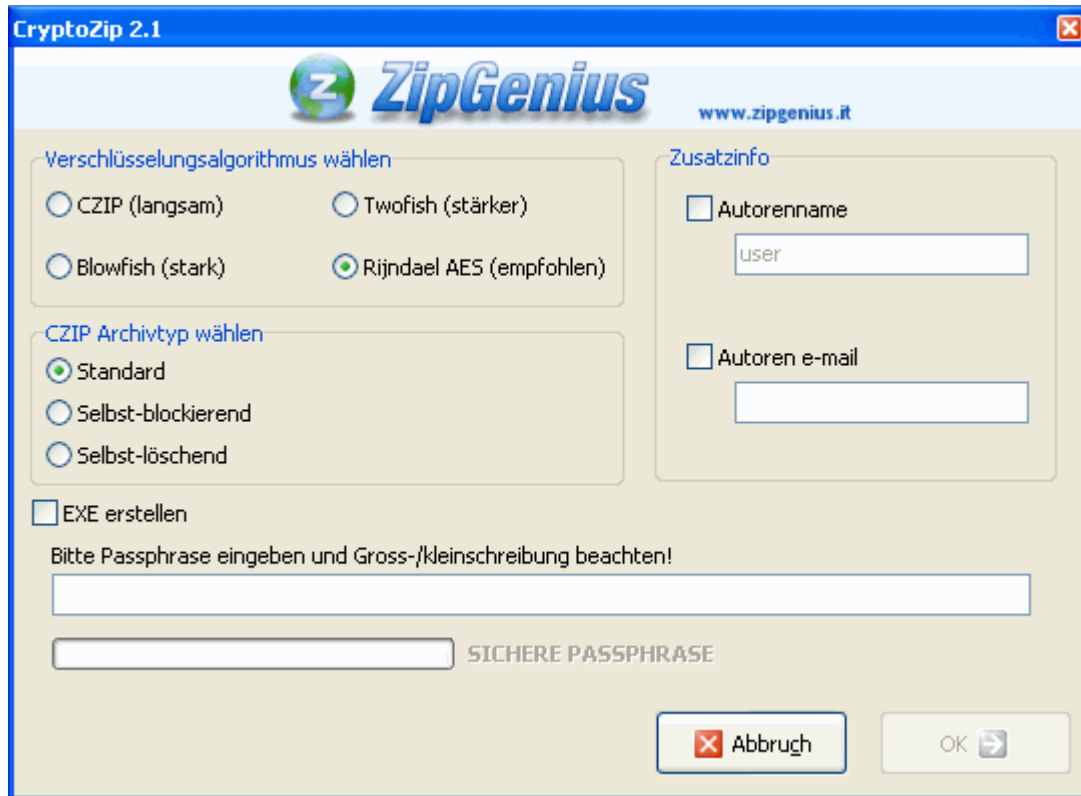 CryptoZip 2.1
ZipGenius
www.zipgenius.it
Verschlüsselungsalgorithmus wählen
CZIP (langsam)
Twofish (stärker)
Blowfish (stark)
Rijndael AES (empfohlen)
CZIP Archivtyp wählen
Standard
Selbst-blockierend
Selbst-löschend
Zusatzinfo
Autorenname
user
Autoren e-mail
EXE erstellen
Bitte Passphrase eingeben und Gross-/kleinschreibung beachten!
SICHERE PASSPHRASE
Abbruch
OK